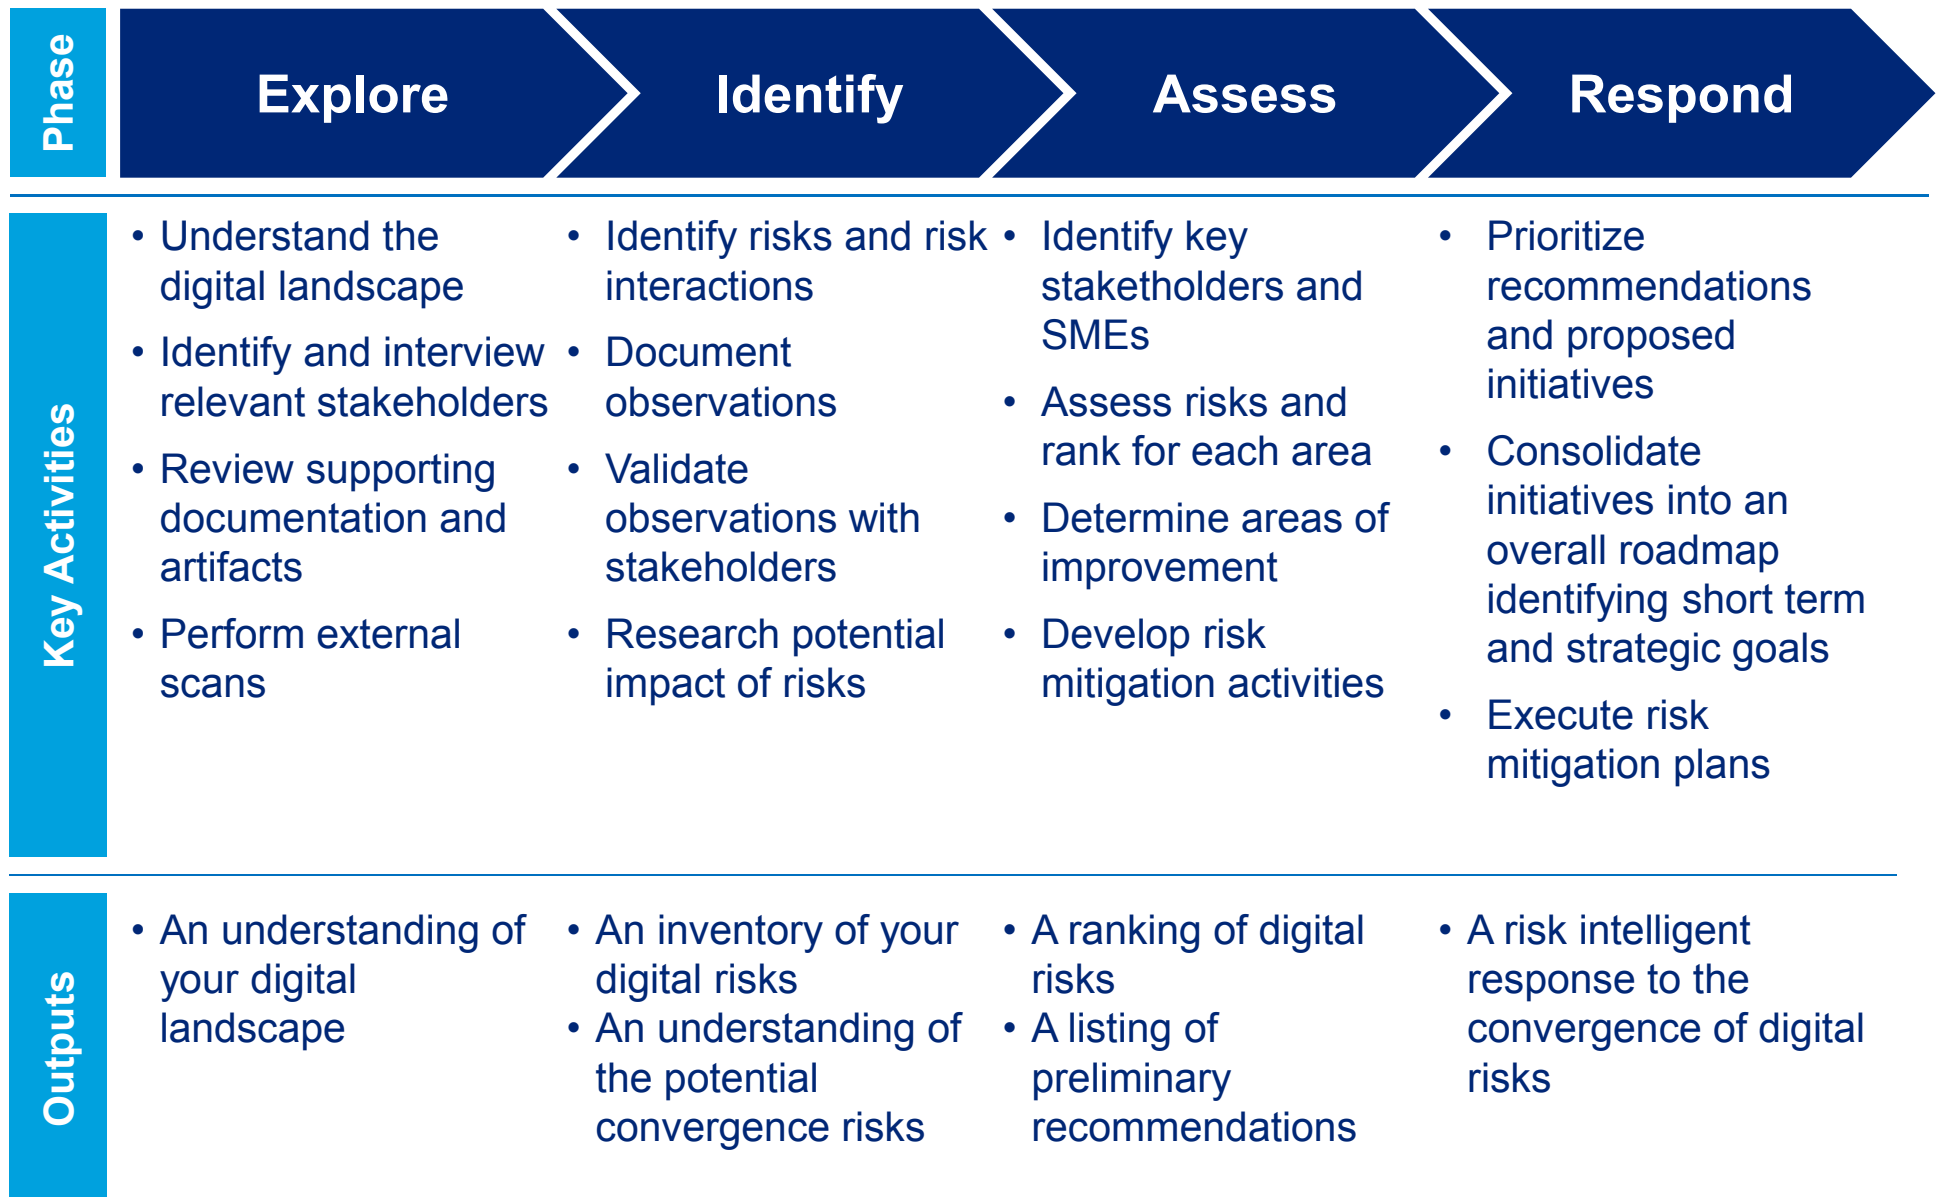 Phase
Explore
Identify
Assess
Respond
Key Activities
• Understand the
digital landscape
• Identify and interview
relevant stakeholders
• Review supporting
documentation and
artifacts
• Perform external
scans
• Identify risks and risk
interactions
• Document
observations
• Validate
observations with
stakeholders
• Research potential
impact of risks
• Identify key
staketholders and
SMEs
• Assess risks and
rank for each area
• Determine areas of
improvement
• Develop risk
mitigation activities
• Prioritize
recommendations
and proposed
initiatives
• Consolidate
initiatives into an
overall roadmap
identifying short term
and strategic goals
• Execute risk
mitigation plans
Outputs
• An understanding of
your digital
landscape
• An inventory of your
digital risks
• An understanding of
the potential
convergence risks
• A ranking of digital
risks
• A listing of
preliminary
recommendations
• A risk intelligent
response to the
convergence of digital
risks